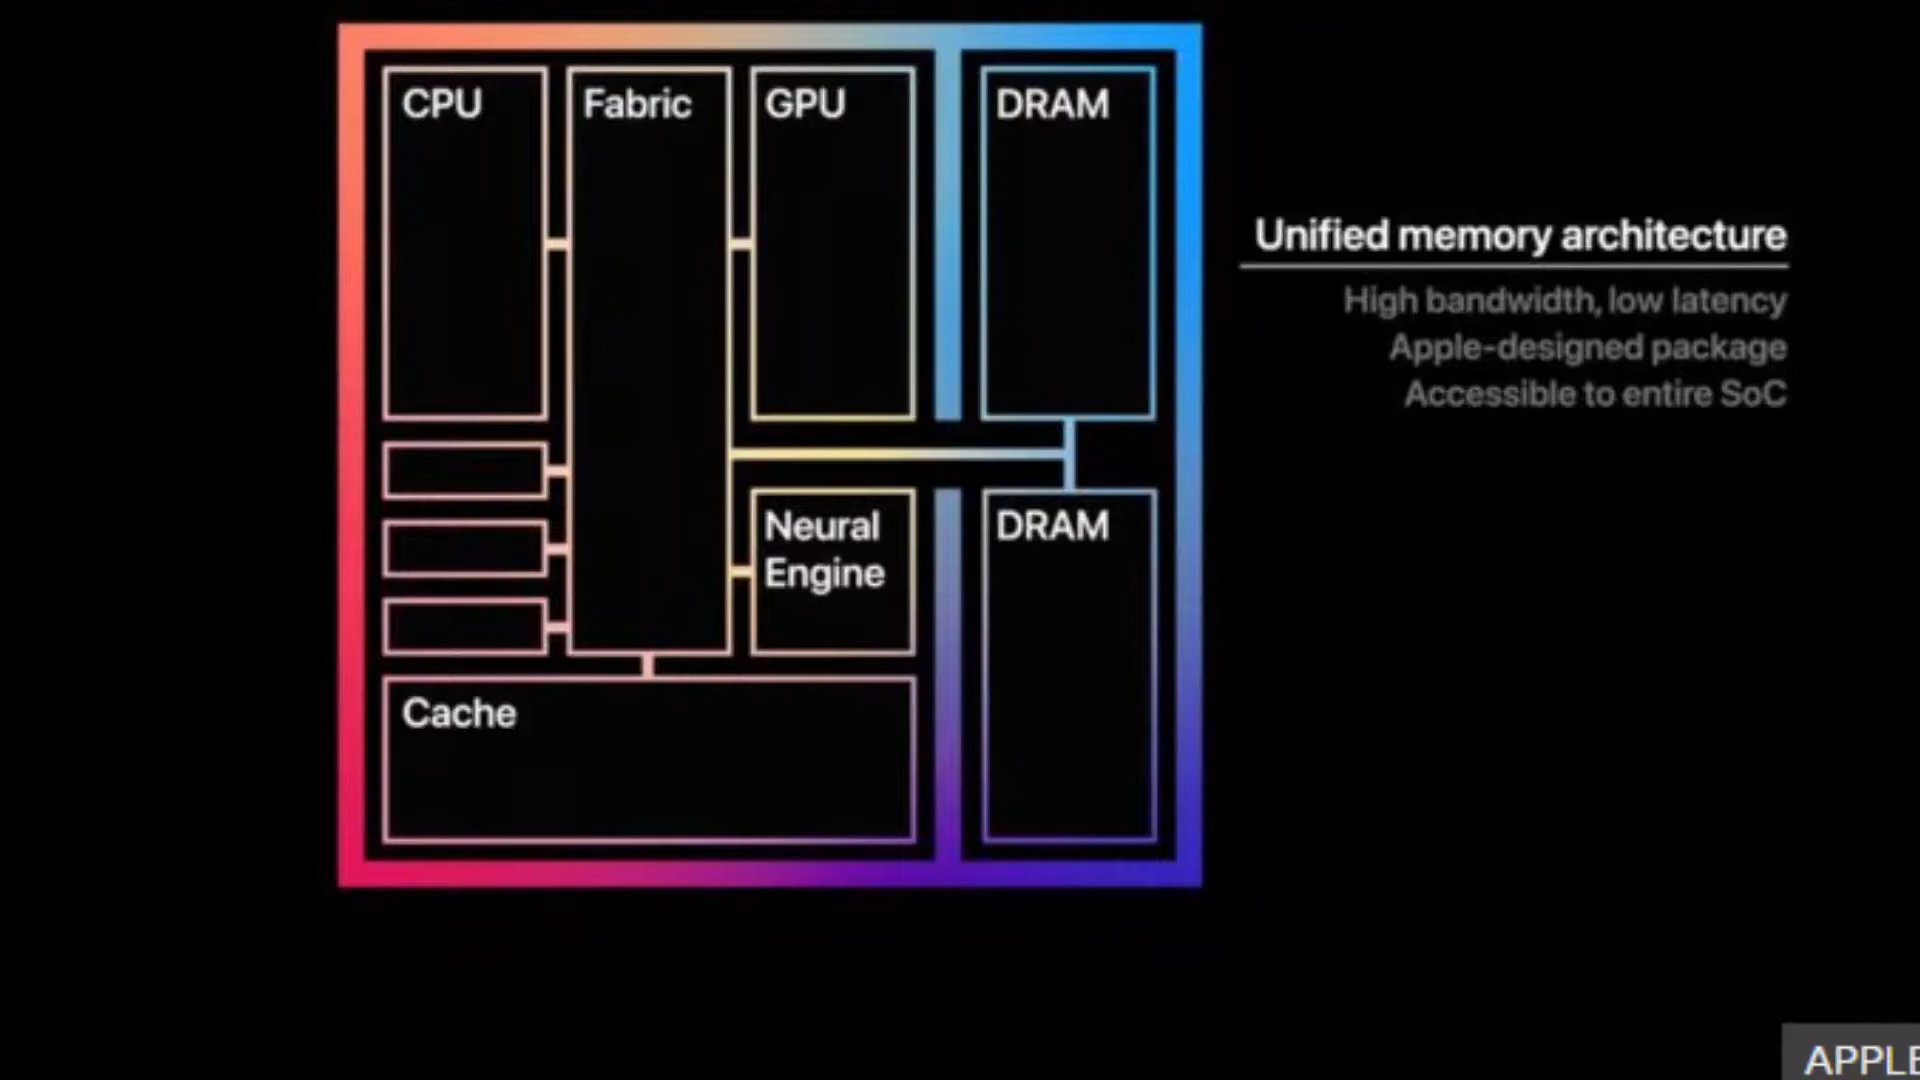 CPU
Fabric
GPU
DRAM
Unified memory architecture
High bandwidth, low latency
Apple-designed package
Accessible to entire SoC
Neural
Engine
DRAM
Cache
APPLE